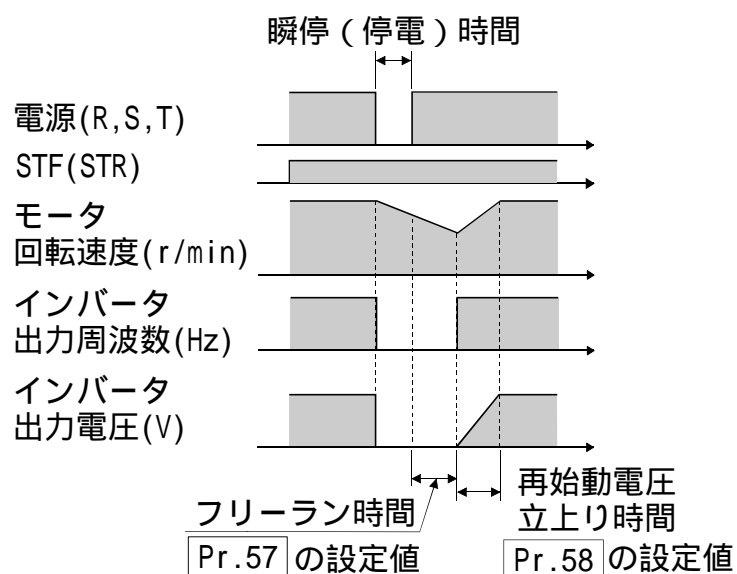 瞬停(停電)時間
電源(R,S,T)
STF(STR)
モータ
回転速度(r/min)
インバータ
出力周波数(Hz)
インバータ
出力電圧(V)
フリーラン時間
Pr.57 の設定値
再始動電圧
立上り時間
Pr.58 の設定値